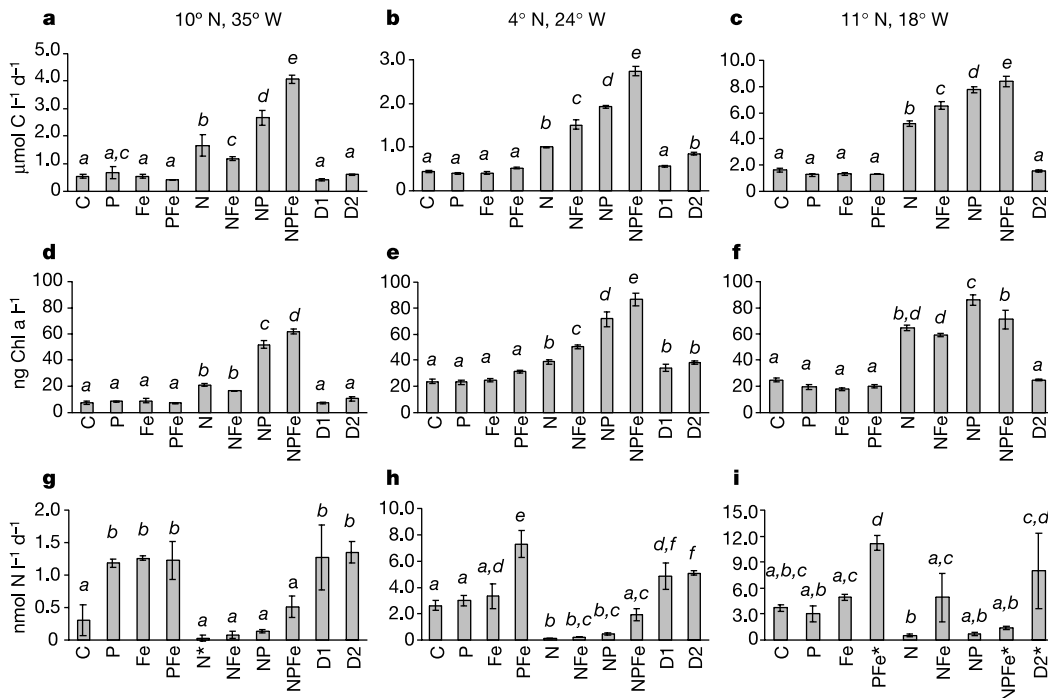 a 10° N, 35° W
b 4° N, 24° W
c 11° N, 18° W
µmol C l⁻¹ d⁻¹
5.0
4.0
3.0
2.0
1.0
0
a a,c a a b c d e a a
C P Fe PFe N NFe NP NPFe D1 D2
3.0
2.0
1.0
0.0
a a a a b c d e a b
C P Fe PFe N NFe NP NPFe D1 D2
8.0
6.0
4.0
2.0
0.0
a a a a b c d e a
C P Fe PFe N NFe NP NPFe D2
d
e
f
ng Chl a l⁻¹
100
80
60
40
20
0
a a a a b b c d a a
C P Fe PFe N NFe NP NPFe D1 D2
100
80
60
40
20
0
a a a a b c d e b b
C P Fe PFe N NFe NP NPFe D1 D2
100
80
60
40
20
0
a a a a b,d d c b a
C P Fe PFe N NFe NP NPFe D2
g
h
i
nmol N l⁻¹ d⁻¹
2.0
1.5
1.0
0.5
0
a b b b a a a a b b
C P Fe PFe N* NFe NP NPFe D1 D2
8.0
6.0
4.0
2.0
0.0
a a a,d e b b,c b,c a,c d,f f
C P Fe PFe N NFe NP NPFe D1 D2
15.0
12.0
9.0
6.0
3.0
0.0
a,b,c a,b a,c d b a,c a,b a,b c,d
C P Fe PFe* N NFe NP NPFe* D2*